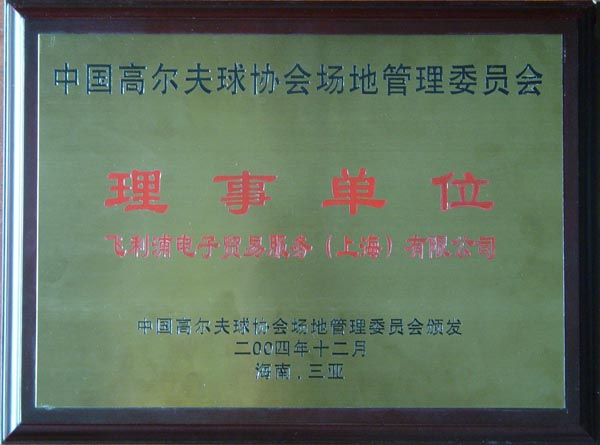 中国高尔夫球协会场地管理委员会
理事单位
飞利浦电子贸易服务（上海）有限公司
中国高尔夫球协会场地管理委员会颁发
二00四年十二月
海南.三亚